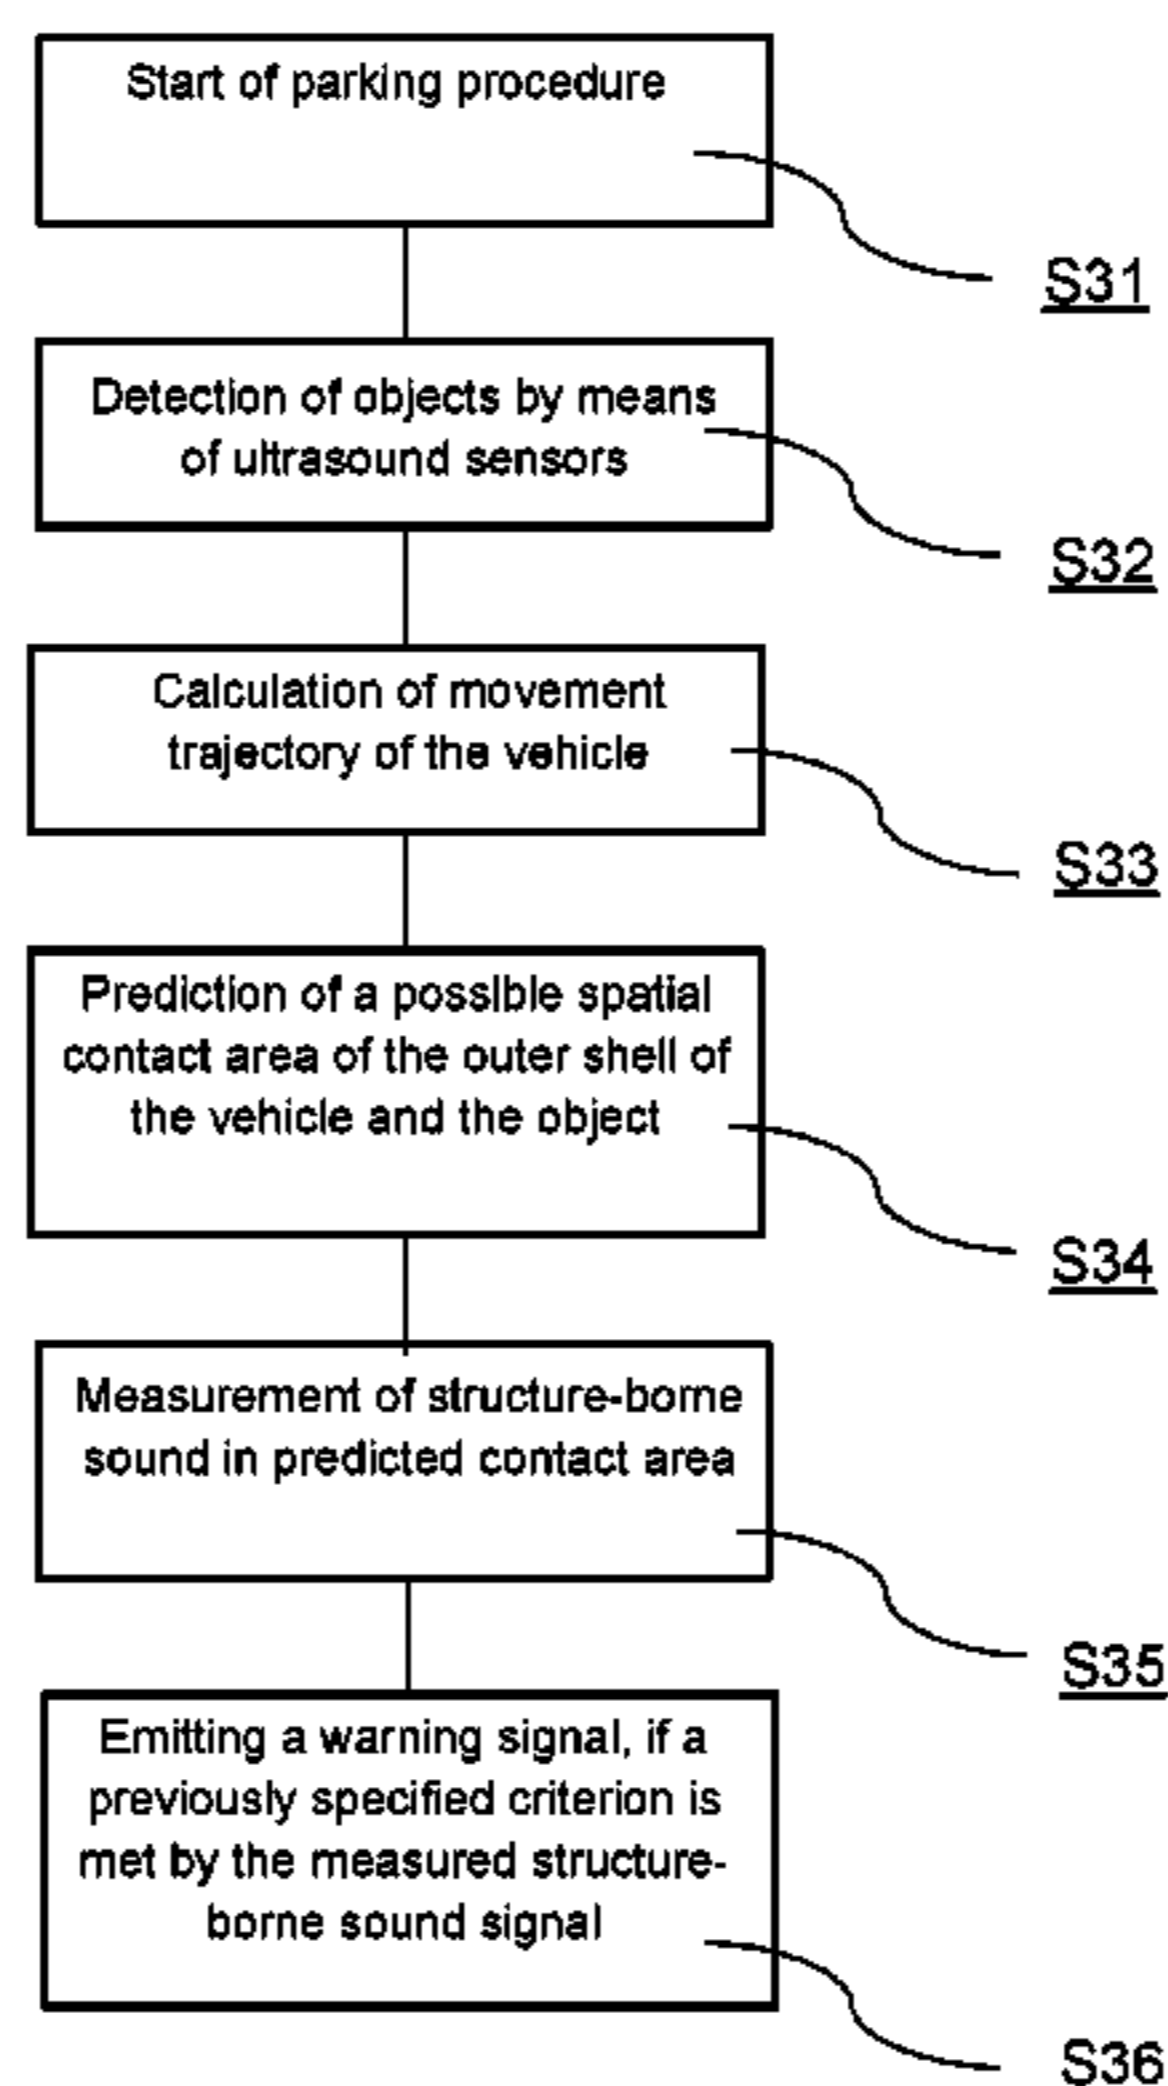 Start of parking procedure
S31
Detection of objects by means
of ultrasound sensors
S32
Calculation of movement
trajectory of the vehicle
S33
Prediction of a possible spatial
contact area of the outer shell of
the vehicle and the object
S34
Measurement of structure-borne
sound in predicted contact area
S35
Emitting a warning signal, if a
previously specified criterion is
met by the measured structure-
borne sound signal
S36